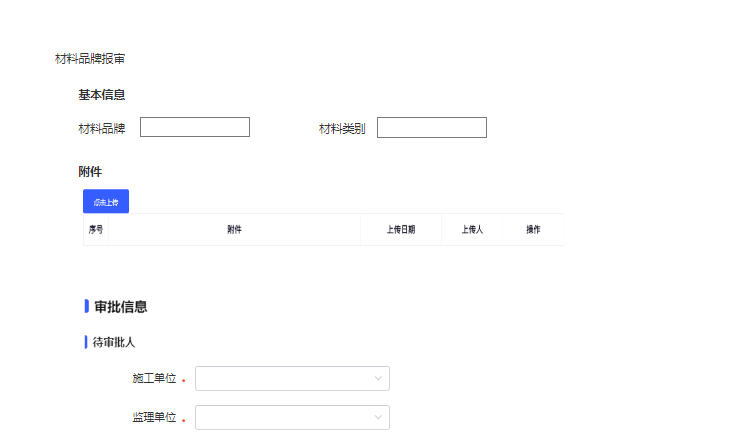 材料品牌报审
基本信息
材料品牌 材料类别
附件
点击上传
序号 附件 上传日期 上传人 操作
审批信息
待审批人
施工单位
监理单位